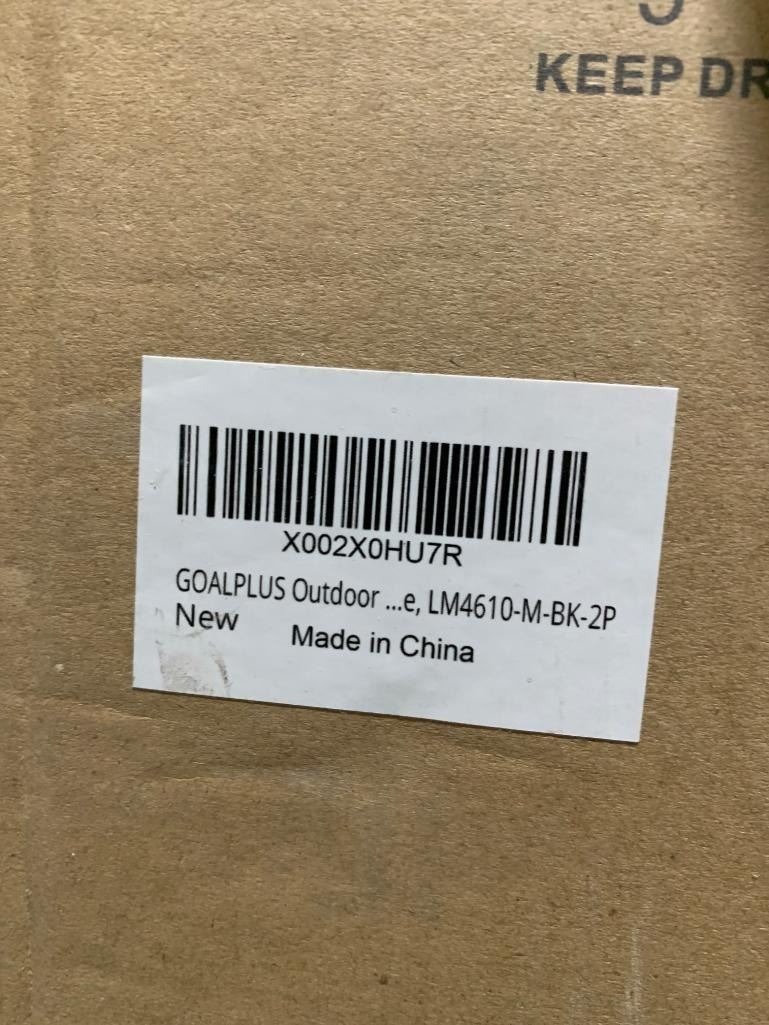 KEEP DR
X002X0HU7R
GOALPLUS Outdoor ...e, LM4610-M-BK-2P
New
Made in China